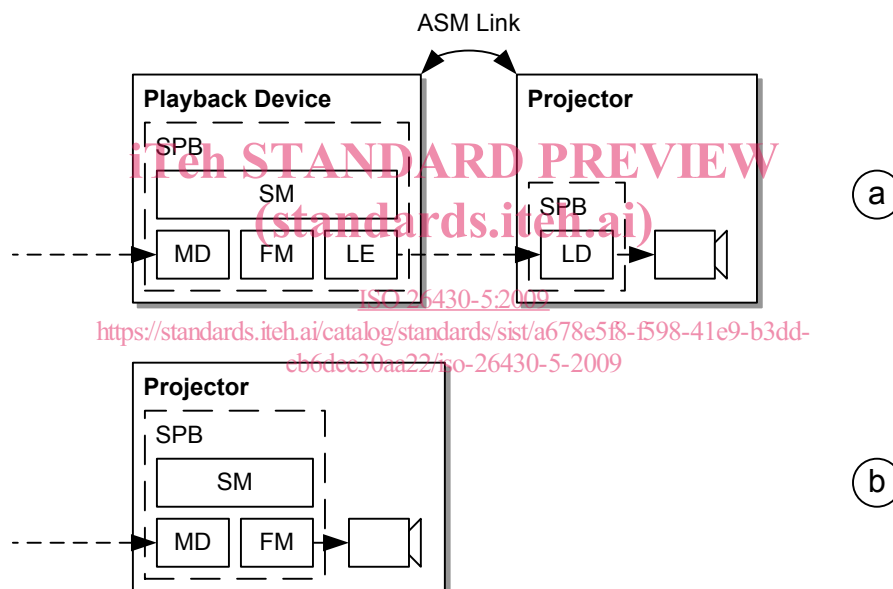 ASM Link
Playback Device
Projector
SPB
iTeh STANDARD PREVIEW
SM
SPB
a
(standards.iteh.ai)
MD FM LE LD
ISO 26430-5:2009
https://standards.iteh.ai/catalog/standards/sist/a678e5f8-f598-41e9-b3dd-
eb6dee30aa22/iso-26430-5-2009
Projector
SPB
SM
b
MD FM